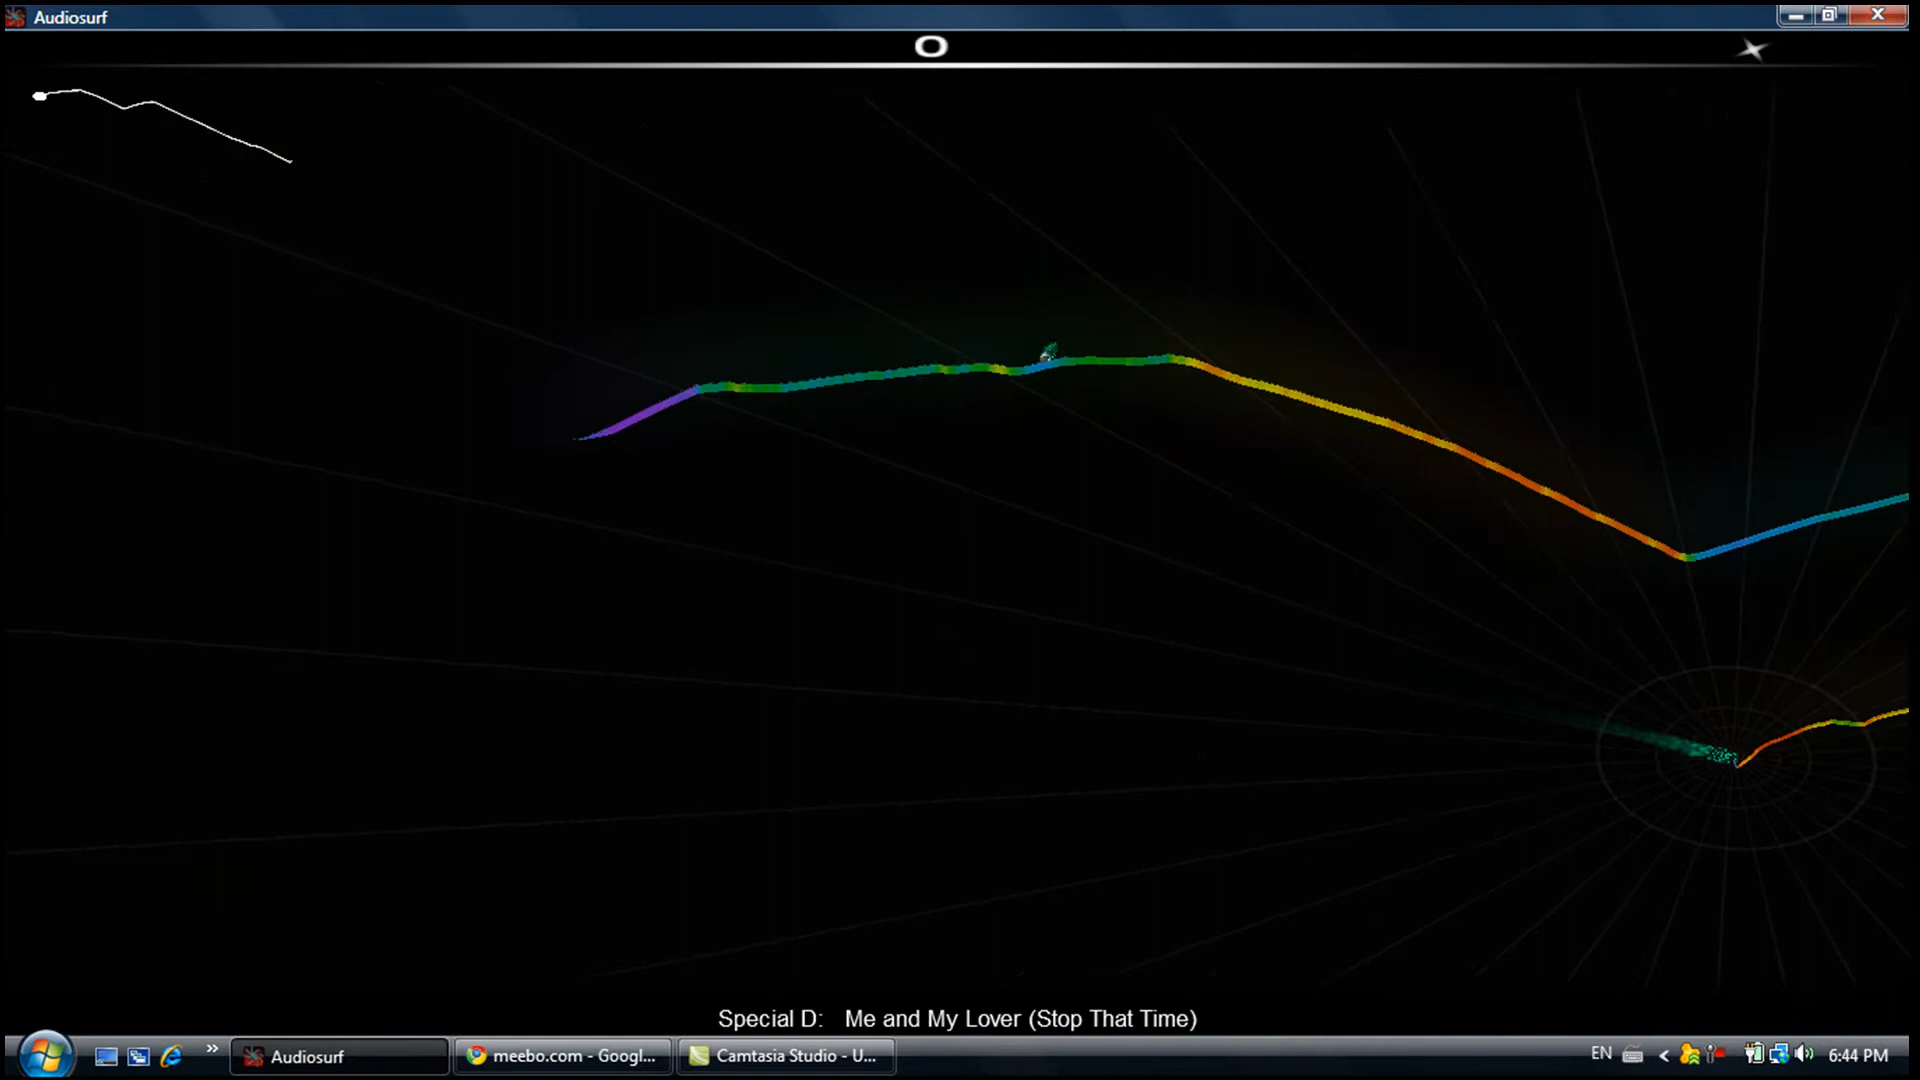 Audiosurf
0
Special D: Me and My Lover (Stop That Time)
Audiosurf
meebo.com - Googl...
Camtasia Studio - U...
EN
6:44 PM